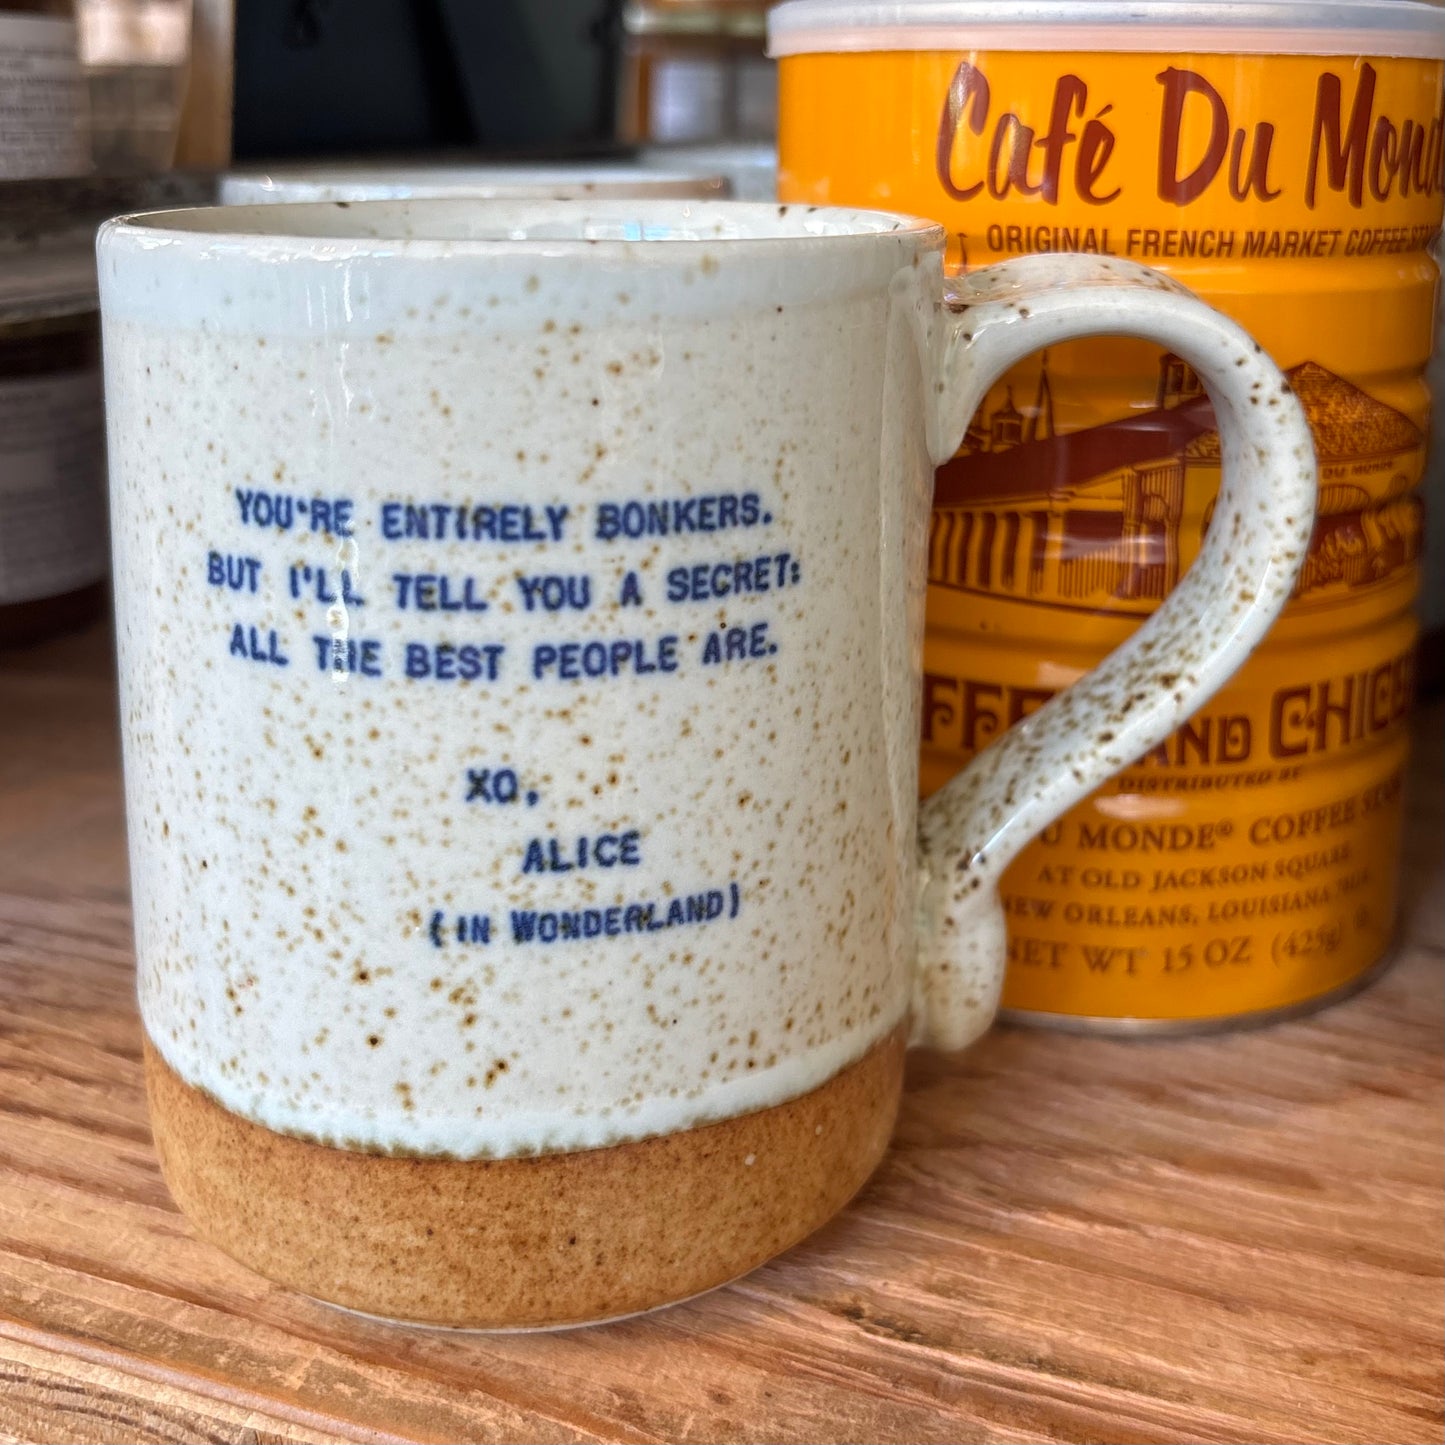 YOU'RE ENTIRELY BONKERS.
BUT I'LL TELL YOU A SECRET:
ALL THE BEST PEOPLE ARE.
XO,
ALICE
(IN WONDERLAND)
Café Du
ORIGINAL FRENCH MARKET COFFEE
DU MONDE
AND
DISTRIBUTED BY
MONDE® COFFEE
AT OLD JACKSON SQUARE
NEW ORLEANS, LOUISIANA
NET WT 15 OZ (425g)